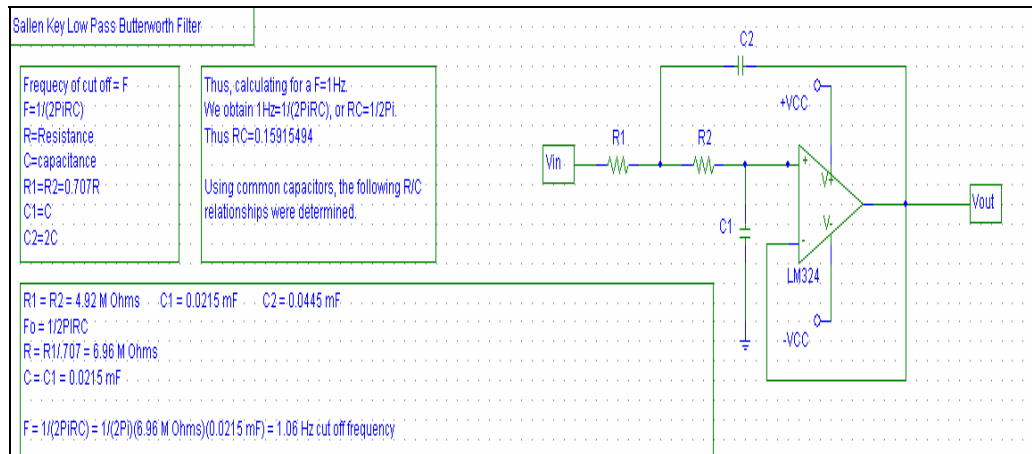 Sallen Key Low Pass Butterworth Filter
Frequecy of cut off = F
F=1/(2PiRC)
R=Resistance
C=capacitance
R1=R2=0.707R
C1=C
C2=2C
Thus, calculating for a F=1Hz.
We obtain 1Hz=1/(2PiRC), or RC=1/2Pi.
Thus RC=0.15915494
Using common capacitors, the following R/C
relationships were determined.
C2
+VCC
R1
R2
Vin
+
V+
Vout
C1
V-
-
LM324
-VCC
R1 = R2 = 4.92 M Ohms C1 = 0.0215 mF C2 = 0.0445 mF
Fo = 1/2PIRC
R = R1/.707 = 6.96 M Ohms
C = C1 = 0.0215 mF
F = 1/(2PiRC) = 1/(2Pi)(6.96 M Ohms)(0.0215 mF) = 1.06 Hz cut off frequency